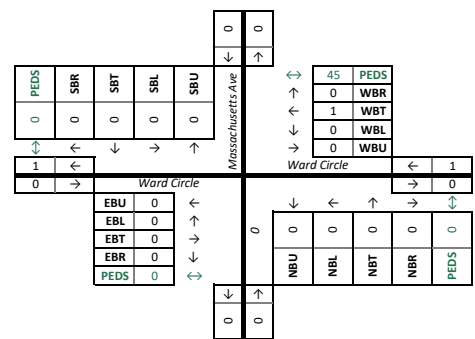 0 0
↓ ↑
PEDS SBR SBT SBL SBU
0 0 0 0 0
↕ ← ↓ → ↑
Massachusetts Ave
↔ 45 PEDS
↑ 0 WBR
← 1 WBT
↓ 0 WBL
→ 0 WBU
1 ←
0 →
Ward Circle
Ward Circle
← 1
→ 0
EBU 0 ←
EBL 0 ↑
EBT 0 →
EBR 0 ↓
PEDS 0 ↔
0
↓ ← ↑ → ↕
0 0 0 0 0
NBU NBL NBT NBR PEDS
↓ ↑
0 0